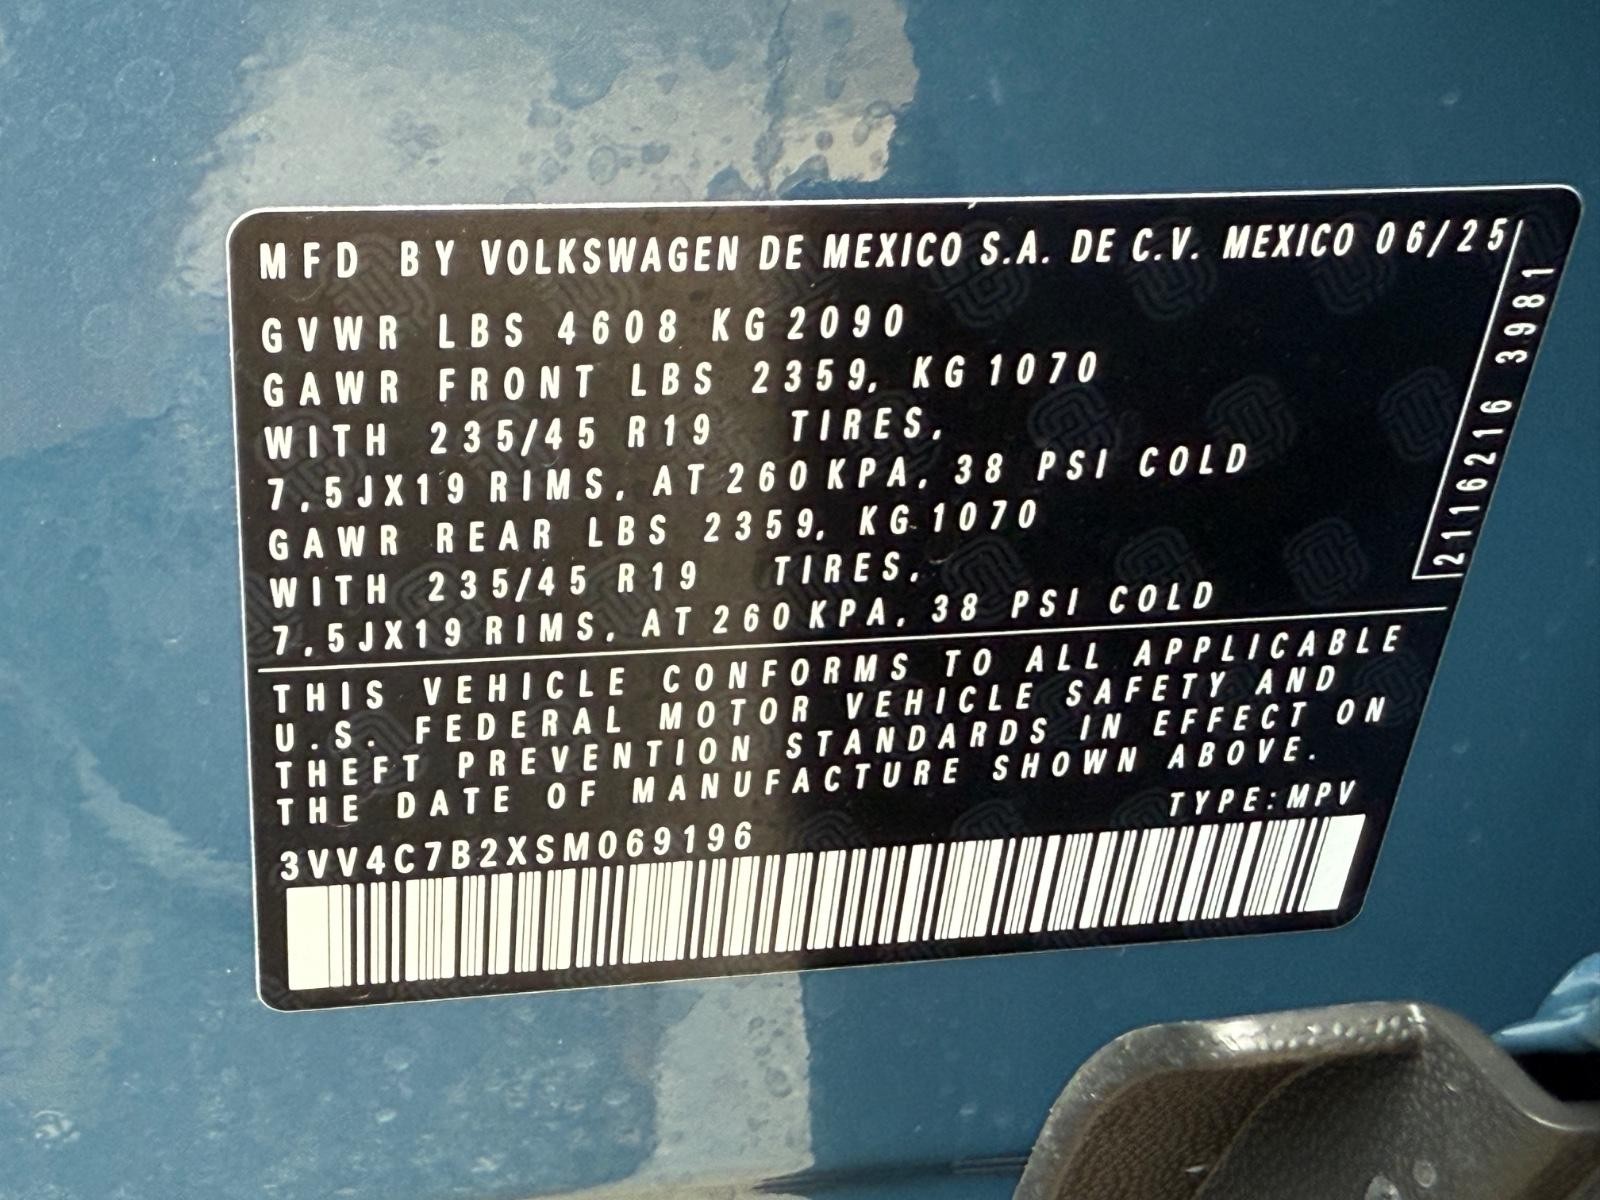 MFD BY VOLKSWAGEN DE MEXICO S.A. DE C.V. MEXICO 06/25
GVWR LBS 4608 KG 2090
GAWR FRONT LBS 2359, KG 1070
WITH 235/45 R19 TIRES,
7,5JX19 RIMS, AT 260 KPA, 38 PSI COLD
GAWR REAR LBS 2359, KG 1070
WITH 235/45 R19 TIRES,
7,5JX19 RIMS, AT 260 KPA, 38 PSI COLD
2116216 3981
THIS VEHICLE CONFORMS TO ALL APPLICABLE
U.S. FEDERAL MOTOR VEHICLE SAFETY AND
THEFT PREVENTION STANDARDS IN EFFECT ON
THE DATE OF MANUFACTURE SHOWN ABOVE.
TYPE:MPV
3VV4C7B2XSM069196